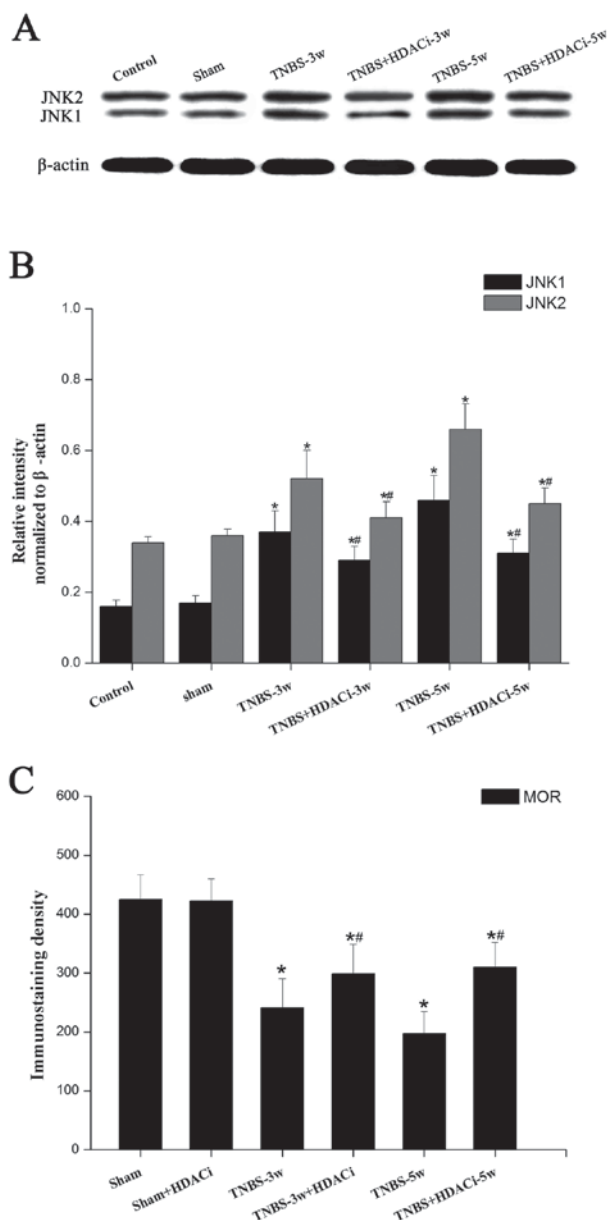 A
Control Sham TNBS-3w TNBS+HDACi-3w TNBS-5w TNBS+HDACi-5w
JNK2
JNK1
β-actin
B
JNK1
JNK2
1.0
0.8
0.6
0.4
0.2
0.0
Relative intensity
normalized to β -actin
* * *# *# * * *# *#
Control sham TNBS-3w TNBS+HDACi-3w TNBS-5w TNBS+HDACi-5w
C
MOR
600
500
400
300
200
100
0
Immunostaining density
* *# * *#
Sham Sham+HDACi TNBS-3w TNBS-3w+HDACi TNBS-5w TNBS+HDACi-5w